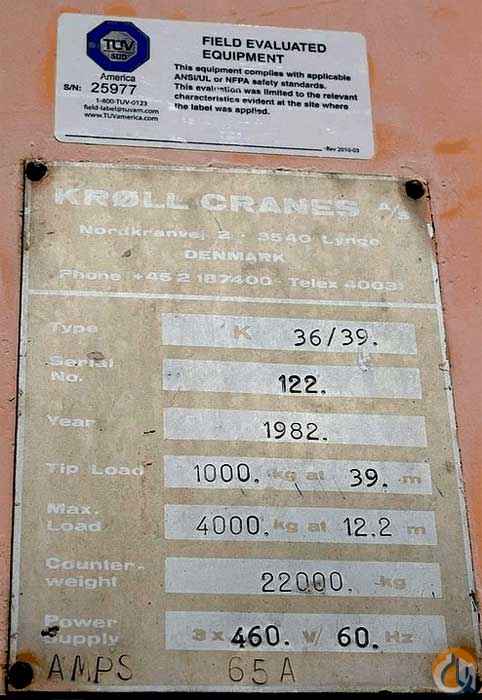 TÜV
SÜD
America
S/N: 25977
1-800-TUV-0123
field-label@tuvam.com
www.TUVamerica.com
FIELD EVALUATED
EQUIPMENT
This equipment complies with applicable
ANSI/UL or NFPA safety standards.
This evaluation was limited to the relevant
characteristics evident at the site where
the label was applied.
Rev 2010-03
KRØLL CRANES A/S
Nordkranvej 2 - 3540 Lynge
DENMARK
Phone +45 2 187400 - Telex 40031
Type K 36/39.
Serial
No. 122.
Year 1982.
Tip Load 1000. kg at 39. m
Max.
Load 4000. kg at 12.2 m
Counter-
weight 22000. kg
Power
supply 3 x 460. V/ 60. Hz
AMPS 65A